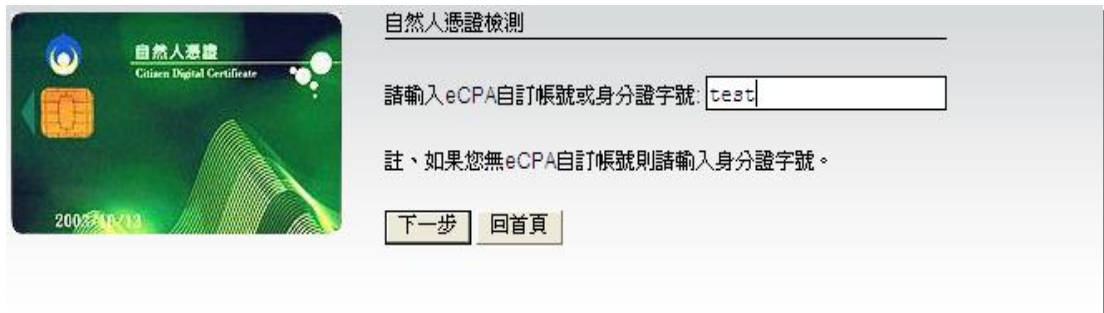 自然人憑證
Citizen Digital Certificate
自然人憑證檢測
請輸入eCPA自訂帳號或身分證字號: test
註、如果您無eCPA自訂帳號則請輸入身分證字號。
下一步 回首頁